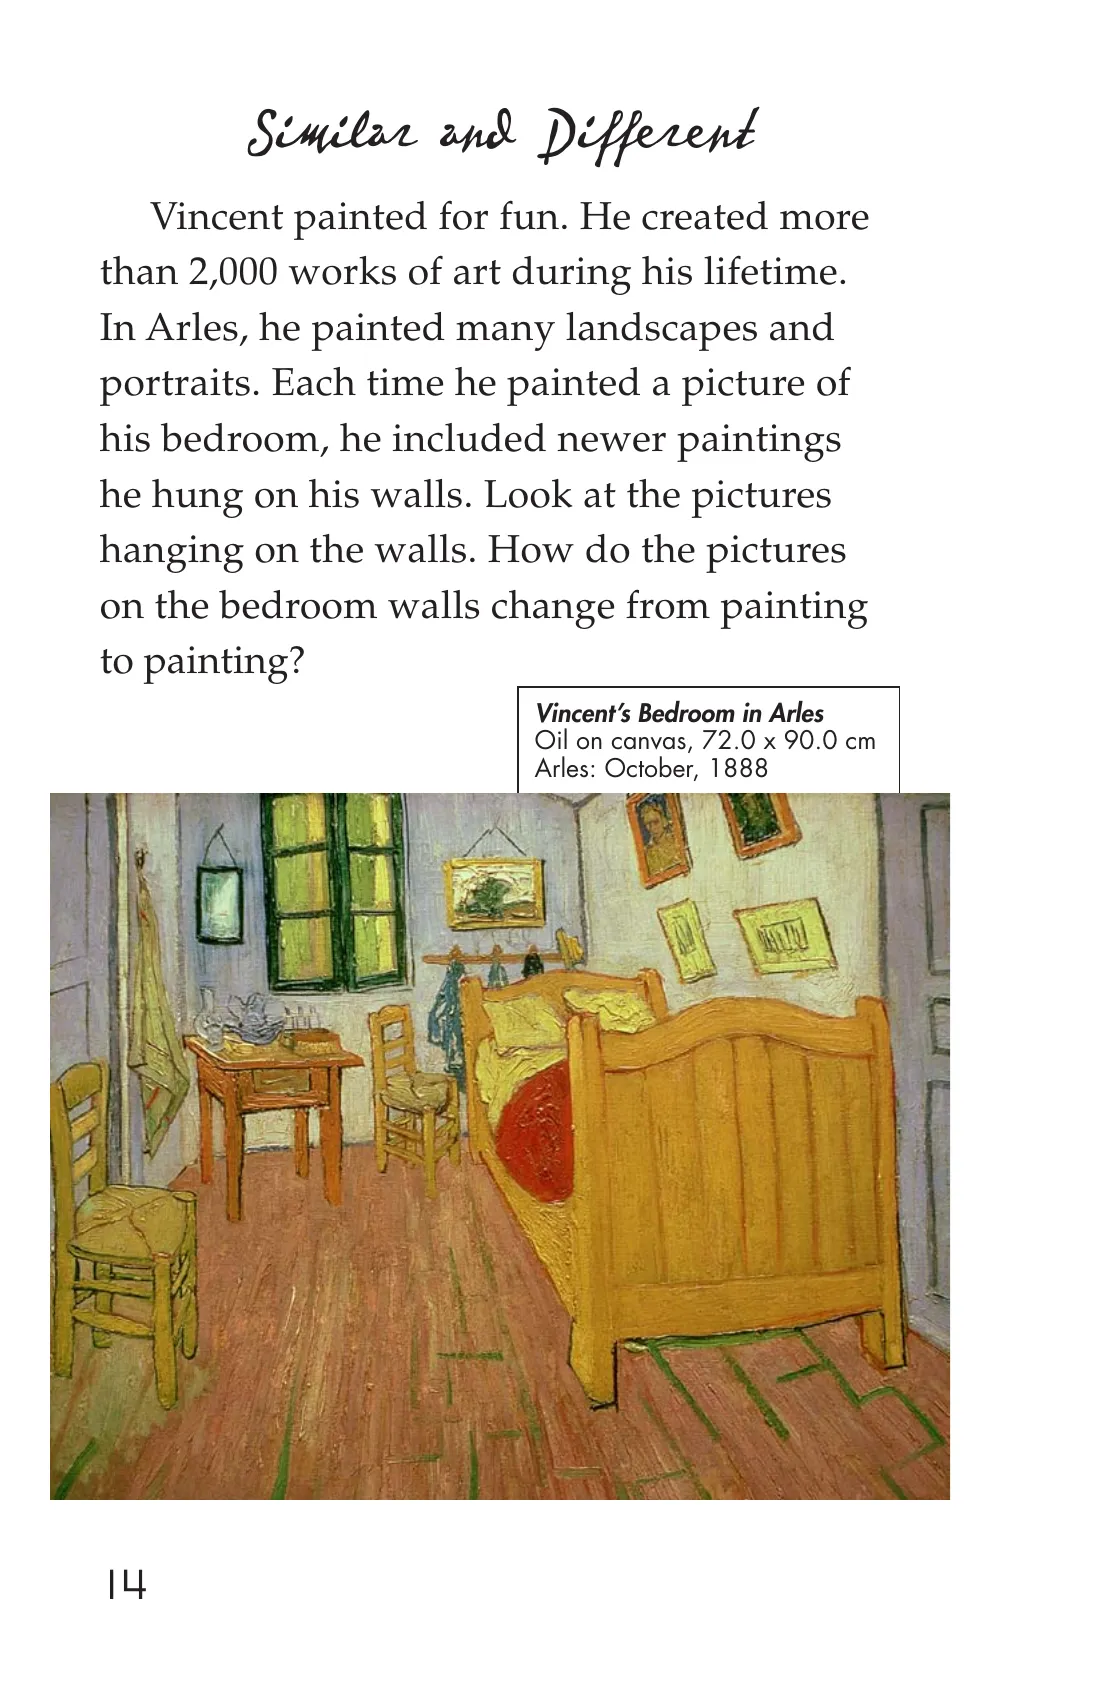 Similar and Different
Vincent painted for fun. He created more
than 2,000 works of art during his lifetime.
In Arles, he painted many landscapes and
portraits. Each time he painted a picture of
his bedroom, he included newer paintings
he hung on his walls. Look at the pictures
hanging on the walls. How do the pictures
on the bedroom walls change from painting
to painting?
Vincent’s Bedroom in Arles
Oil on canvas, 72.0 x 90.0 cm
Arles: October, 1888
14